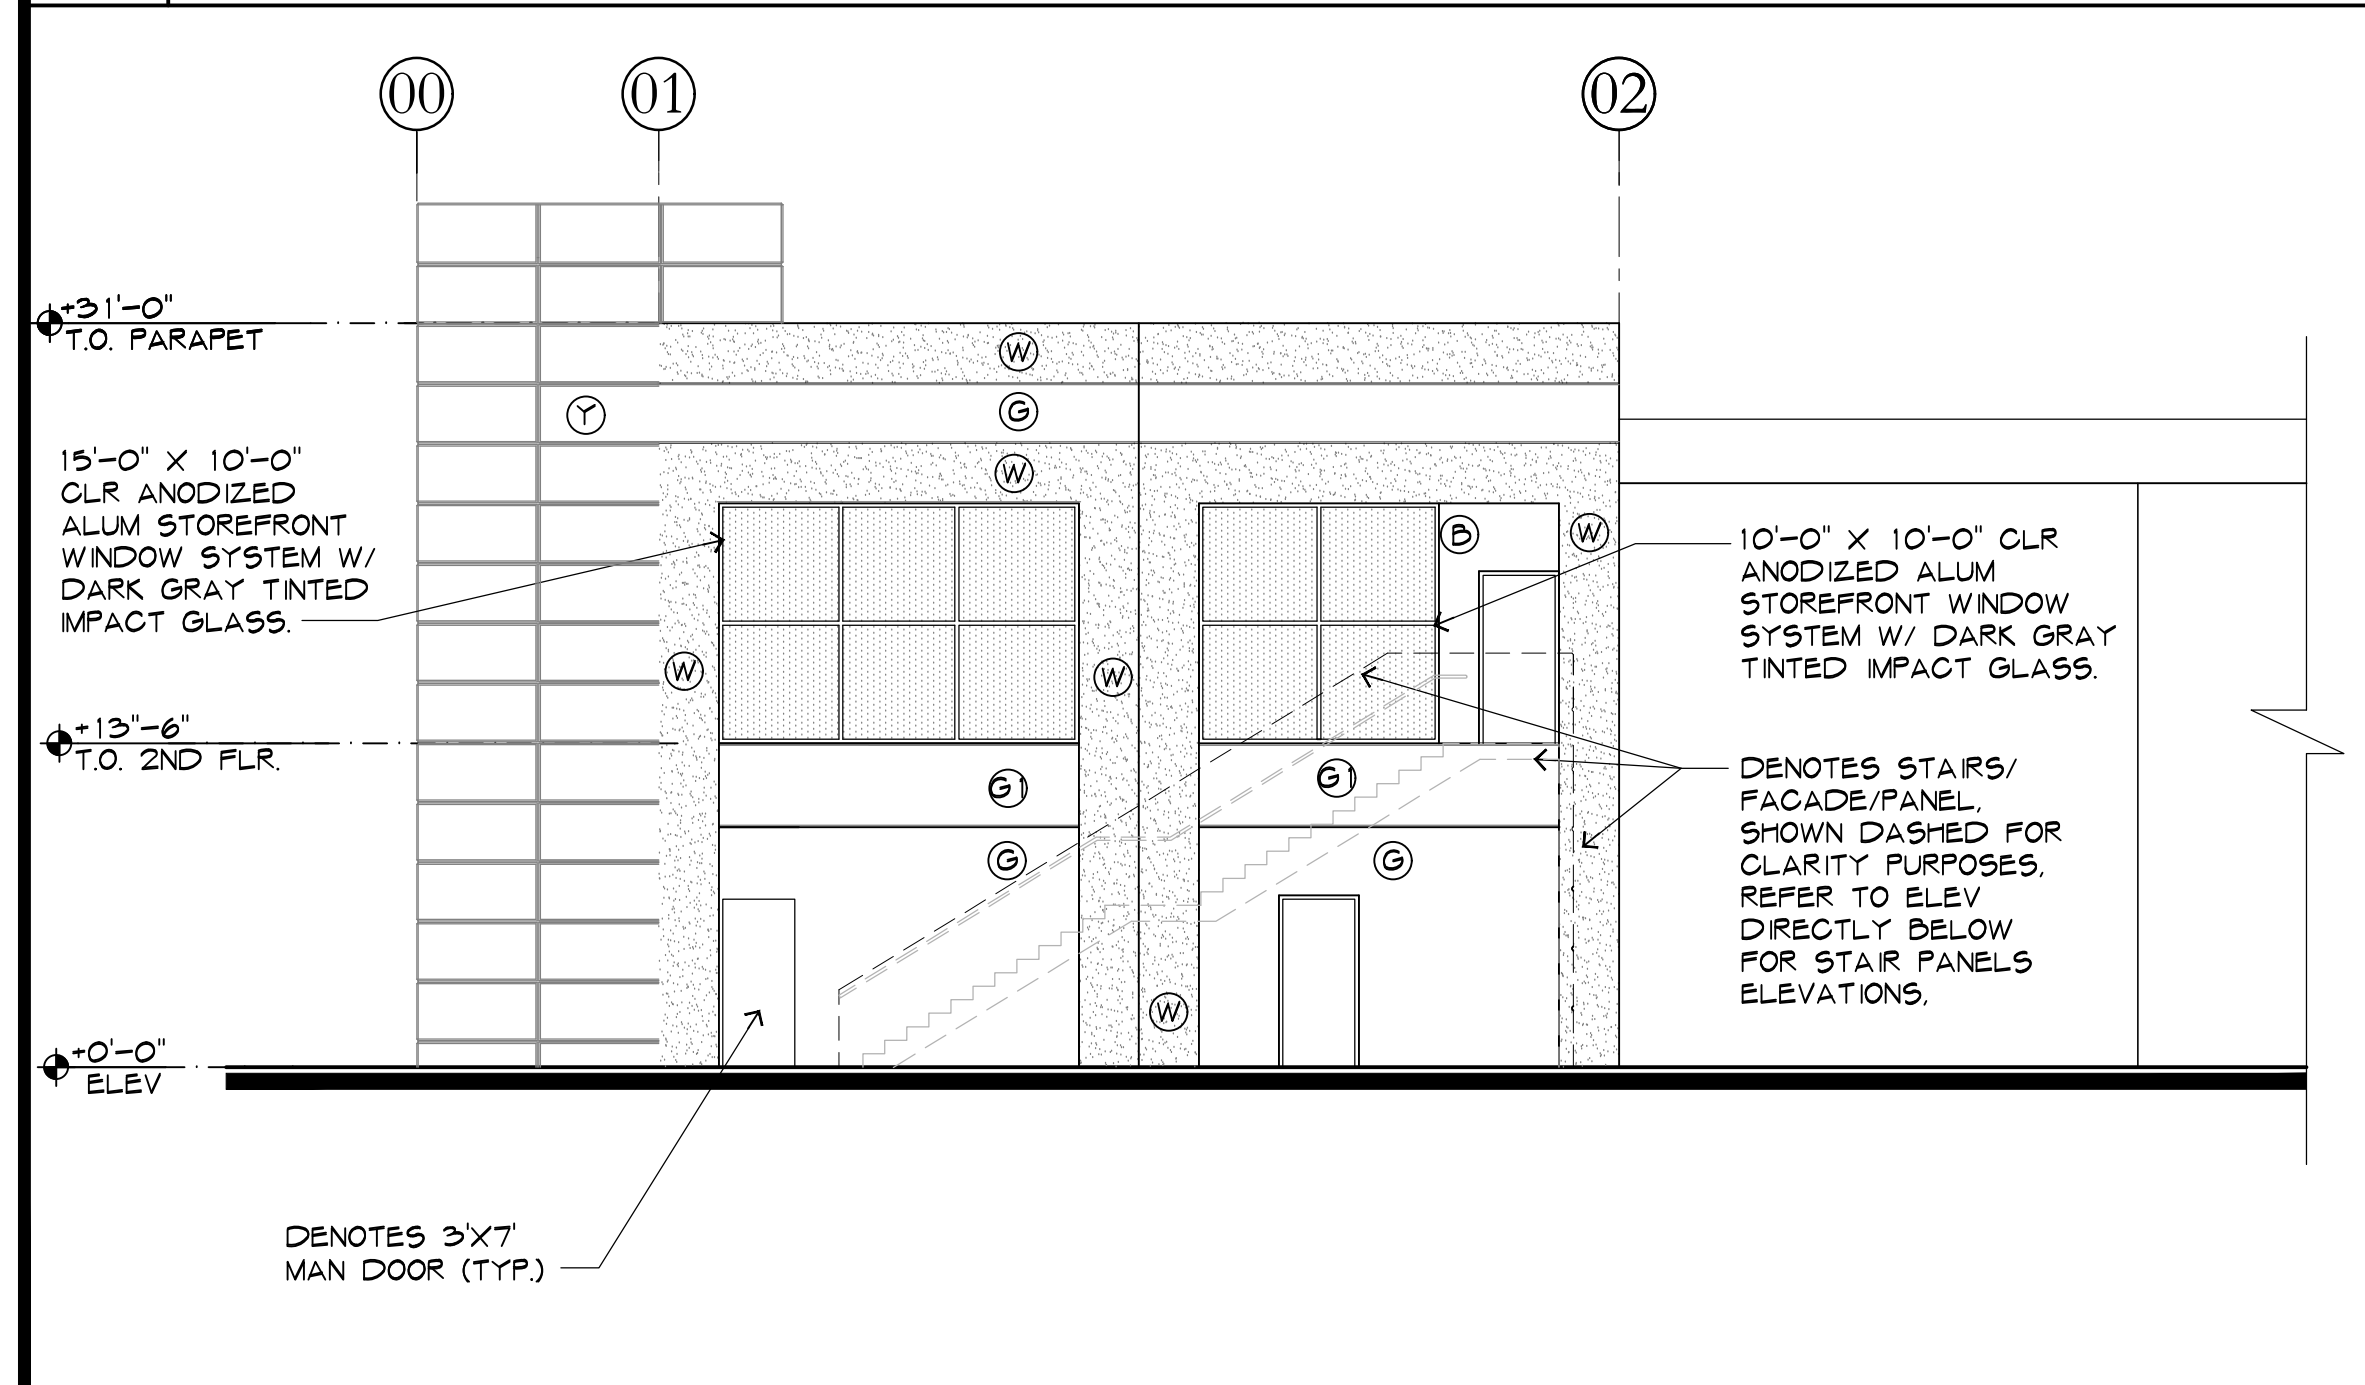 00
01
02
+31'-0"
T.O. PARAPET
W
Y
G
W
15'-0" X 10'-0"
CLR ANODIZED
ALUM STOREFRONT
WINDOW SYSTEM W/
DARK GRAY TINTED
IMPACT GLASS.
B
W
10'-0" X 10'-0" CLR
ANODIZED ALUM
STOREFRONT WINDOW
SYSTEM W/ DARK GRAY
TINTED IMPACT GLASS.
W
W
+13"-6"
T.O. 2ND FLR.
G1
G1
DENOTES STAIRS/
FACADE/PANEL,
SHOWN DASHED FOR
CLARITY PURPOSES,
REFER TO ELEV
DIRECTLY BELOW
FOR STAIR PANELS
ELEVATIONS,
G
G
W
+0'-0"
ELEV
DENOTES 3'X7'
MAN DOOR (TYP.)